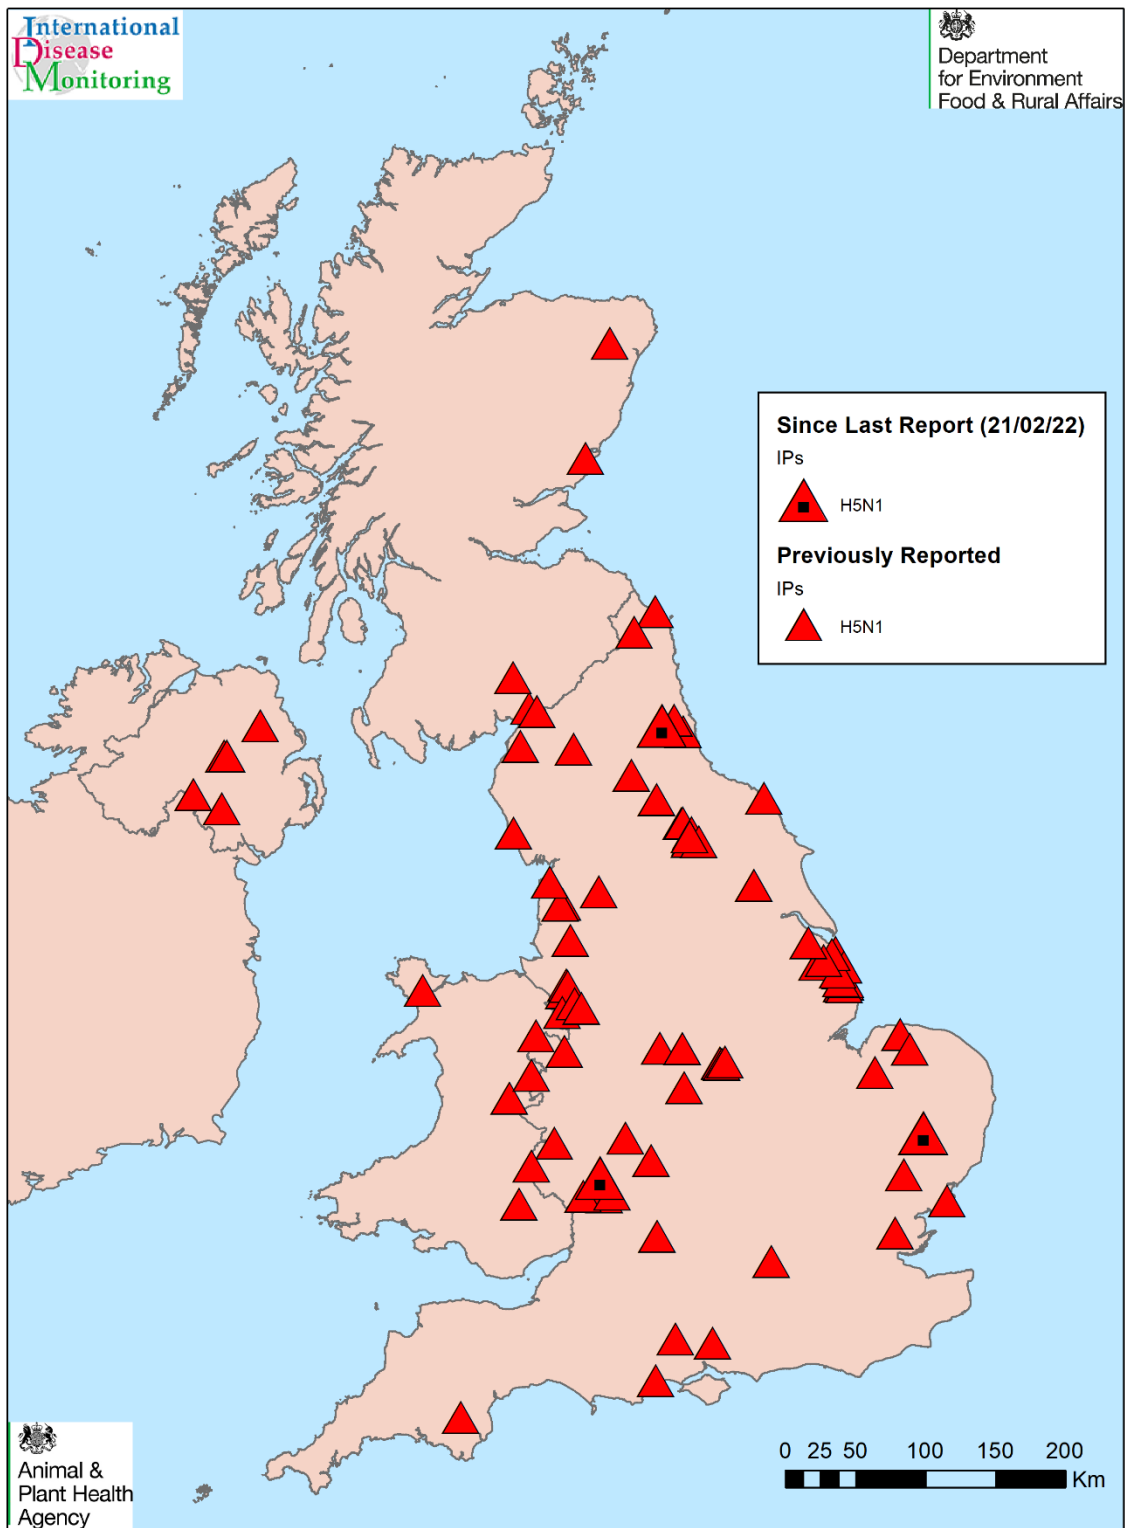 International
Disease
Monitoring
Department
for Environment
Food & Rural Affairs
Since Last Report (21/02/22)
IPs
H5N1
Previously Reported
IPs
H5N1
0 25 50 100 150 200
Km
Animal &
Plant Health
Agency